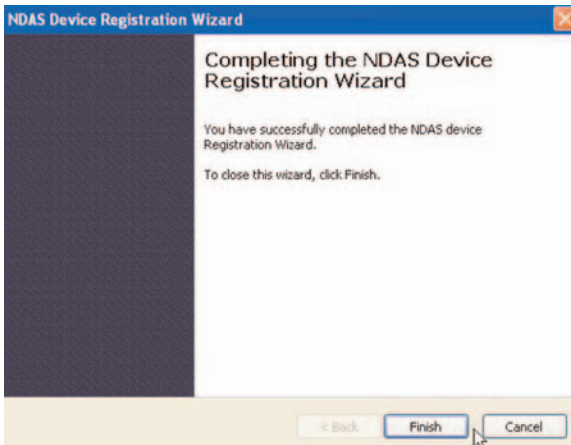 NDAS Device Registration Wizard
Completing the NDAS Device
Registration Wizard
You have successfully completed the NDAS device
Registration Wizard.
To close this wizard, click Finish.
< Back
Finish
Cancel